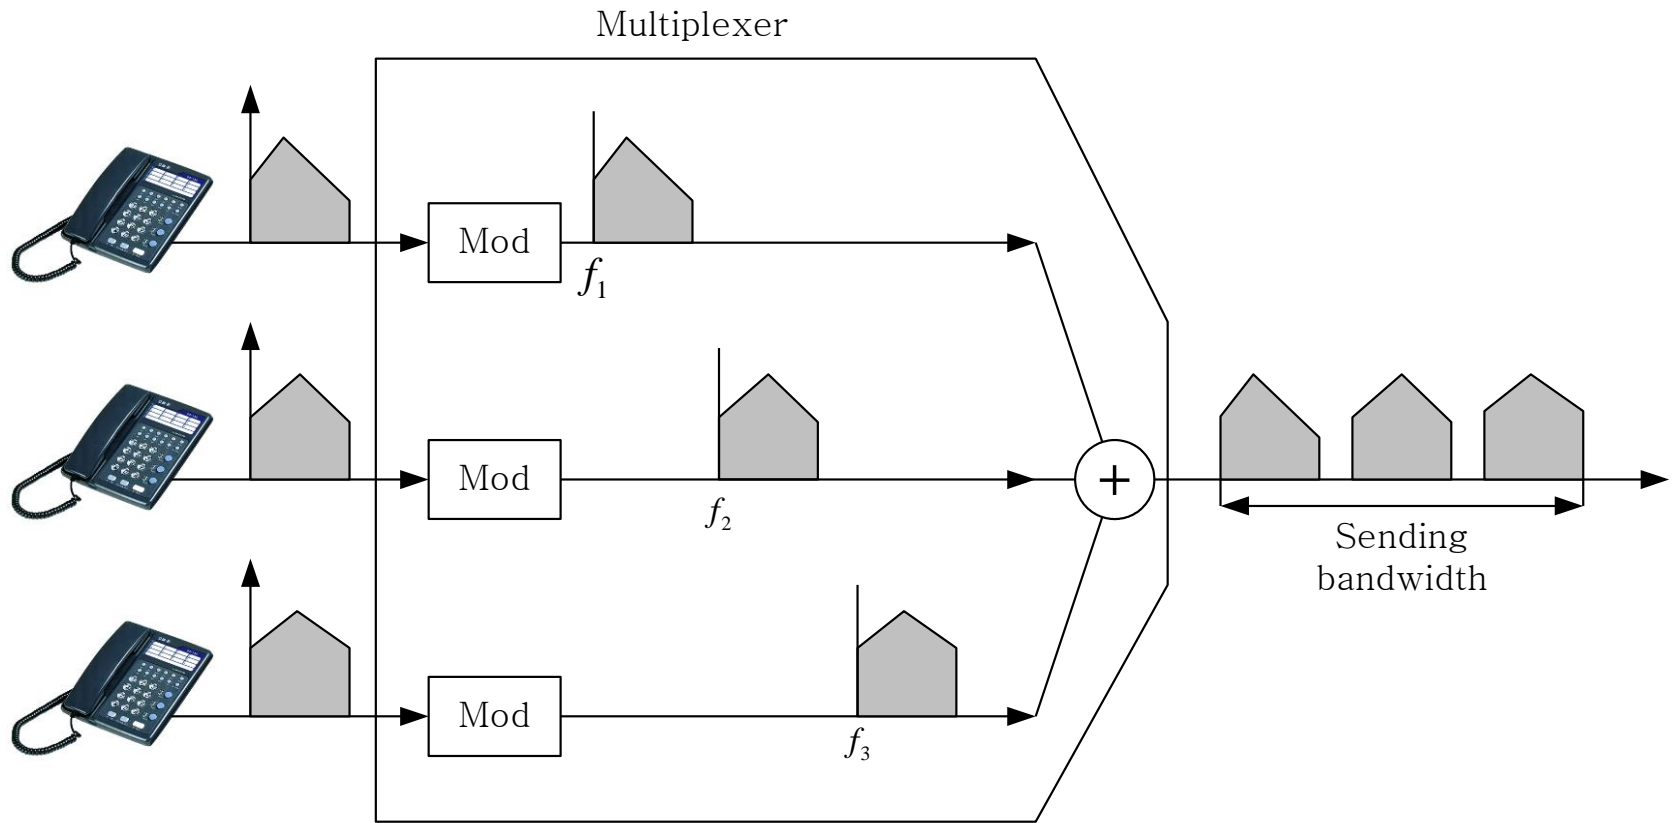 Multiplexer
Mod
f1
Mod
f2
Mod
f3
+
Sending
bandwidth